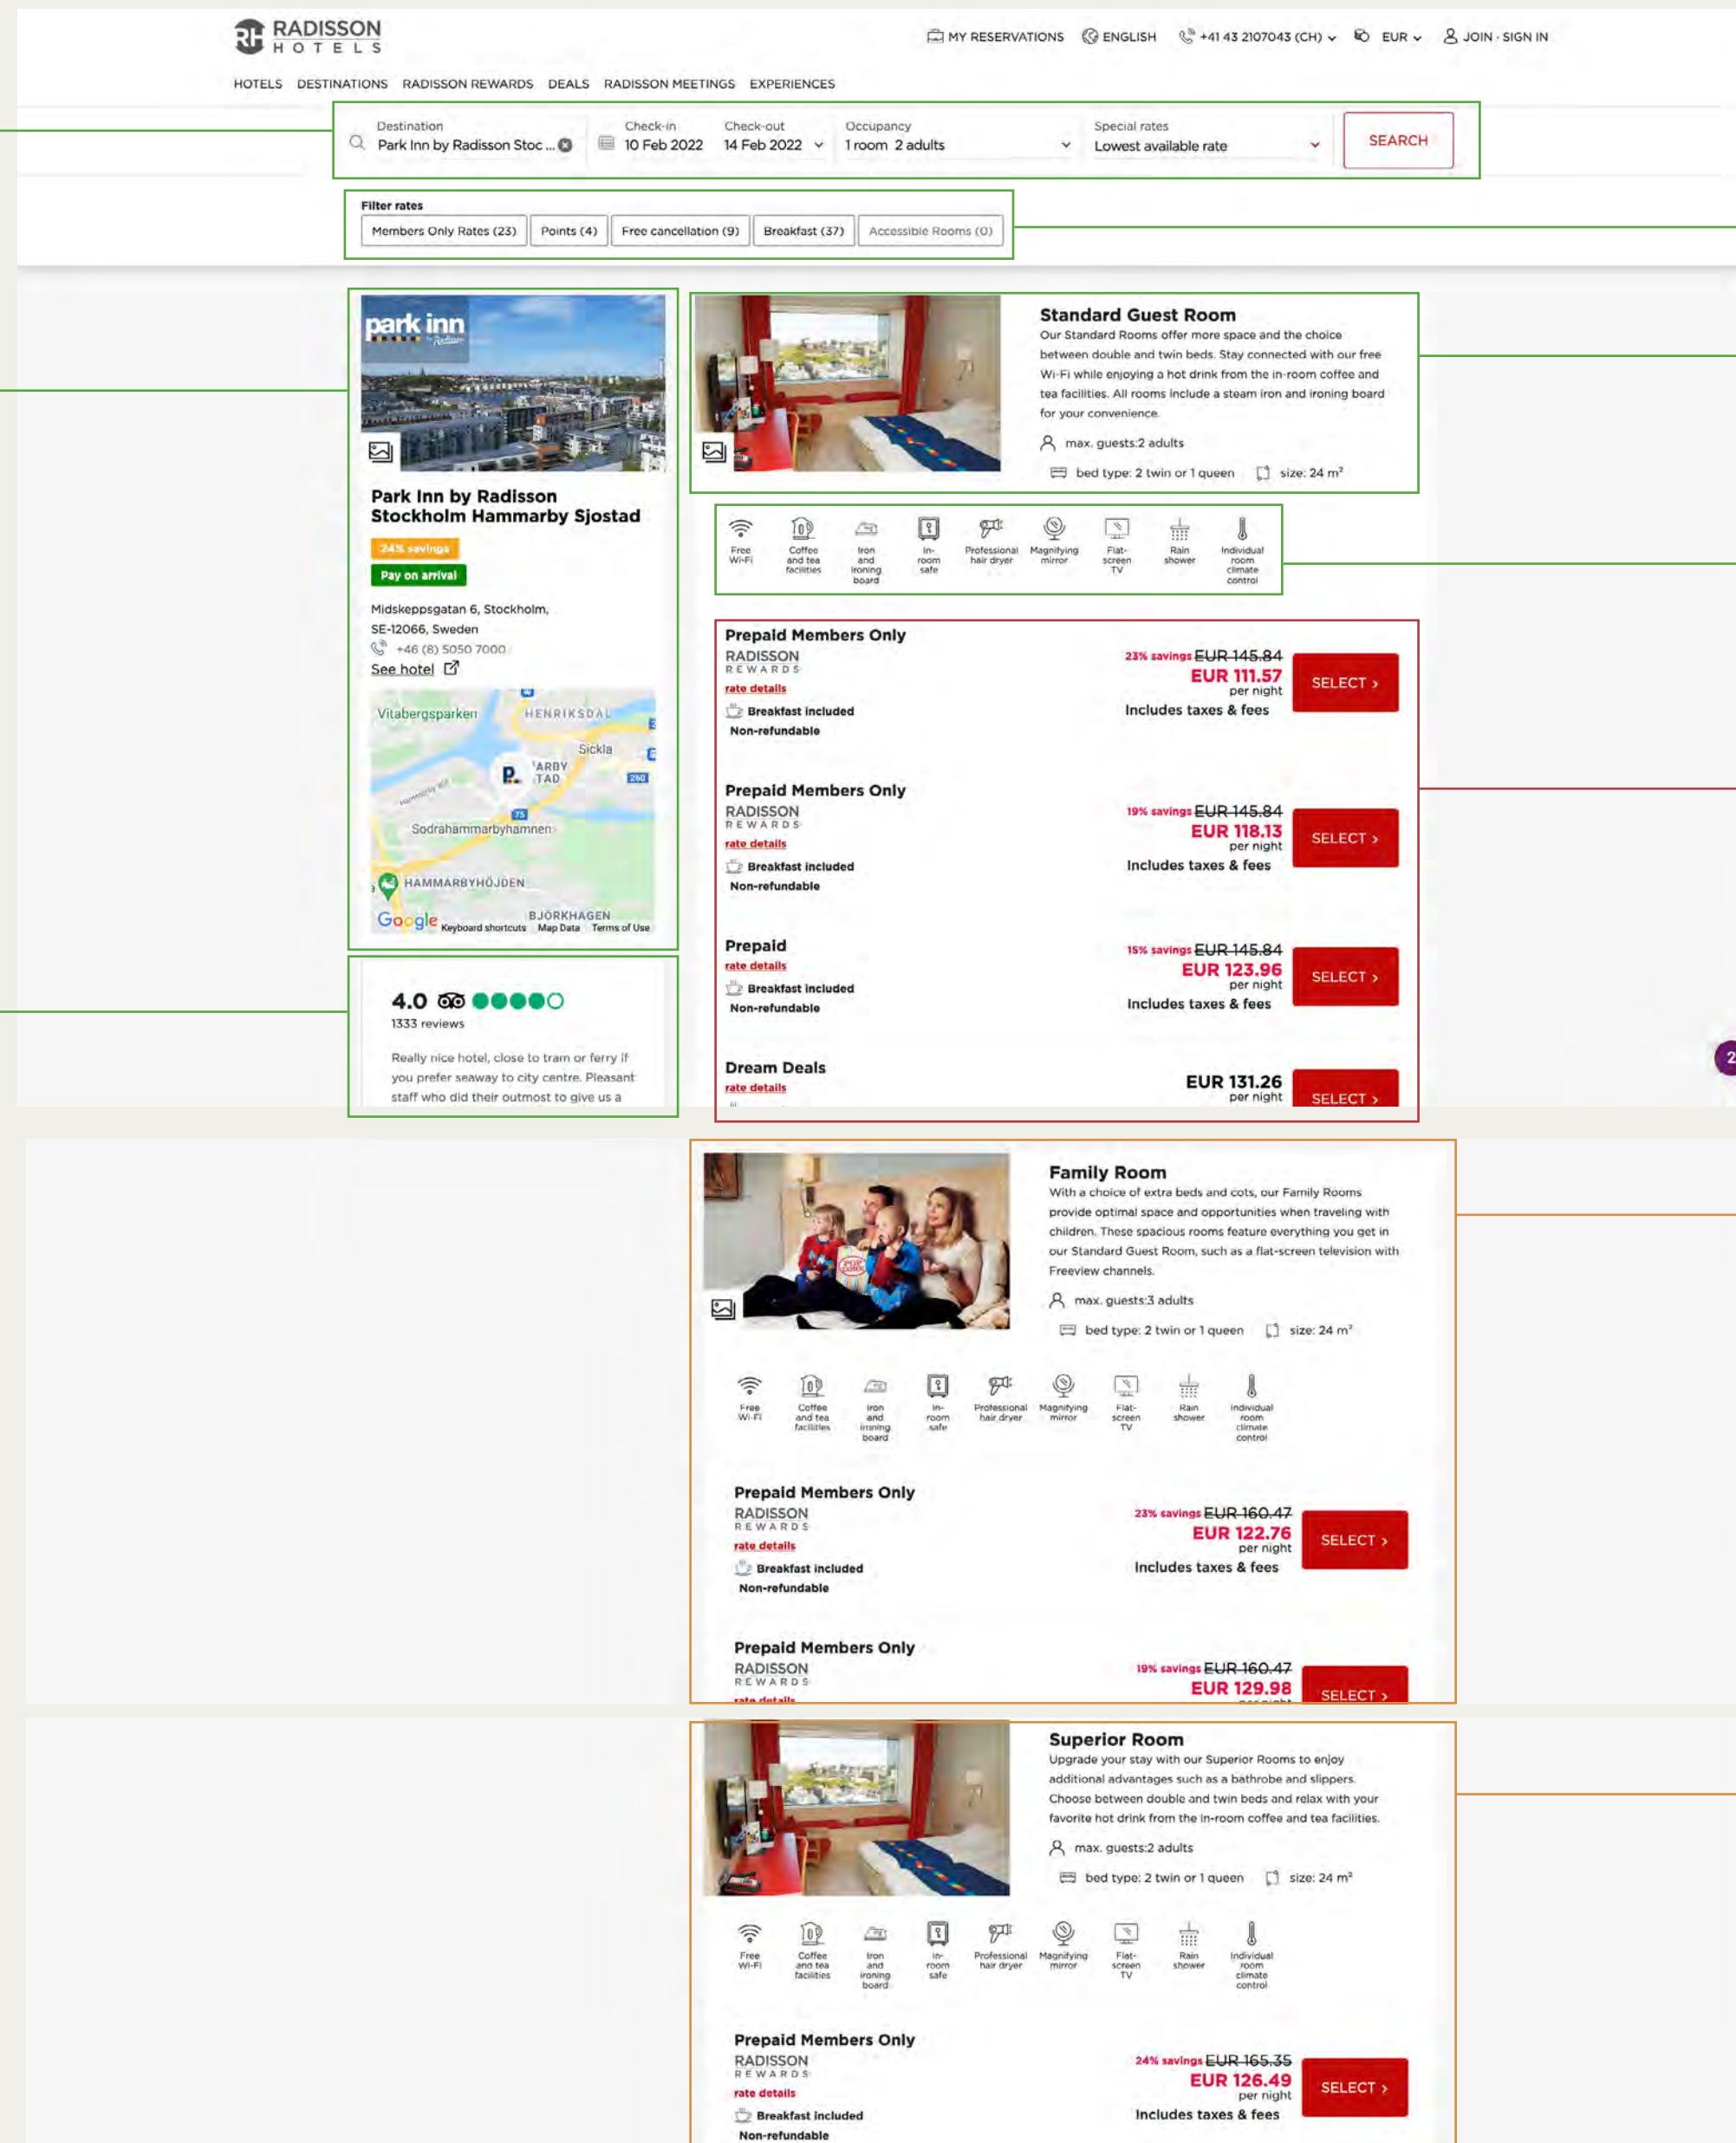 RH RADISSON
HOTELS
MY RESERVATIONS ENGLISH +41 43 2107043 (CH) EUR JOIN · SIGN IN
HOTELS DESTINATIONS RADISSON REWARDS DEALS RADISSON MEETINGS EXPERIENCES
Destination Check-in Check-out Occupancy Special rates
Park Inn by Radisson Stoc ... 10 Feb 2022 14 Feb 2022 1 room 2 adults Lowest available rate SEARCH
Filter rates
Members Only Rates (23) Points (4) Free cancellation (9) Breakfast (37) Accessible Rooms (0)
park inn
by Radisson
Park Inn by Radisson
Stockholm Hammarby Sjostad
24% savings
Pay on arrival
Midskeppsgatan 6, Stockholm,
SE-12066, Sweden
+46 (8) 5050 7000
See hotel
Vitabergsparken HENRIKSDAL
Sickla
ARBY
P. TAD 260
75
Sodrahammarbyhamnen
HAMMARBYHÖJDEN
BJÖRKHAGEN
Google Keyboard shortcuts Map Data Terms of Use
4.0
1333 reviews
Really nice hotel, close to tram or ferry if
you prefer seaway to city centre. Pleasant
staff who did their outmost to give us a
Standard Guest Room
Our Standard Rooms offer more space and the choice
between double and twin beds. Stay connected with our free
Wi-Fi while enjoying a hot drink from the in-room coffee and
tea facilities. All rooms include a steam iron and ironing board
for your convenience.
max. guests:2 adults
bed type: 2 twin or 1 queen size: 24 m²
Free Coffee Iron In- Professional Magnifying Flat- Rain Individual
Wi-Fi and tea and room hair dryer mirror screen shower room
facilities ironing safe TV climate
board control
Prepaid Members Only
RADISSON 23% savings EUR 145.84
REWARDS EUR 111.57
rate details per night SELECT >
Breakfast included Includes taxes & fees
Non-refundable
Prepaid Members Only
RADISSON 19% savings EUR 145.84
REWARDS EUR 118.13
rate details per night SELECT >
Breakfast included Includes taxes & fees
Non-refundable
Prepaid 15% savings EUR 145.84
rate details EUR 123.96
Breakfast included per night SELECT >
Non-refundable Includes taxes & fees
2
Dream Deals EUR 131.26
rate details per night SELECT >
Family Room
With a choice of extra beds and cots, our Family Rooms
provide optimal space and opportunities when traveling with
children. These spacious rooms feature everything you get in
our Standard Guest Room, such as a flat-screen television with
Freeview channels.
POP CORN
max. guests:3 adults
bed type: 2 twin or 1 queen size: 24 m²
Free Coffee Iron In- Professional Magnifying Flat- Rain Individual
Wi-Fi and tea and room hair dryer mirror screen shower room
facilities ironing safe TV climate
board control
Prepaid Members Only
RADISSON 23% savings EUR 160.47
REWARDS EUR 122.76
rate details per night SELECT >
Breakfast included Includes taxes & fees
Non-refundable
Prepaid Members Only
RADISSON 19% savings EUR 160.47
REWARDS EUR 129.98
rate details per night SELECT >
Superior Room
Upgrade your stay with our Superior Rooms to enjoy
additional advantages such as a bathrobe and slippers.
Choose between double and twin beds and relax with your
favorite hot drink from the in-room coffee and tea facilities.
max. guests:2 adults
bed type: 2 twin or 1 queen size: 24 m²
Free Coffee Iron In- Professional Magnifying Flat- Rain Individual
Wi-Fi and tea and room hair dryer mirror screen shower room
facilities ironing safe TV climate
board control
Prepaid Members Only
RADISSON 24% savings EUR 165.35
REWARDS EUR 126.49
rate details per night SELECT >
Breakfast included Includes taxes & fees
Non-refundable